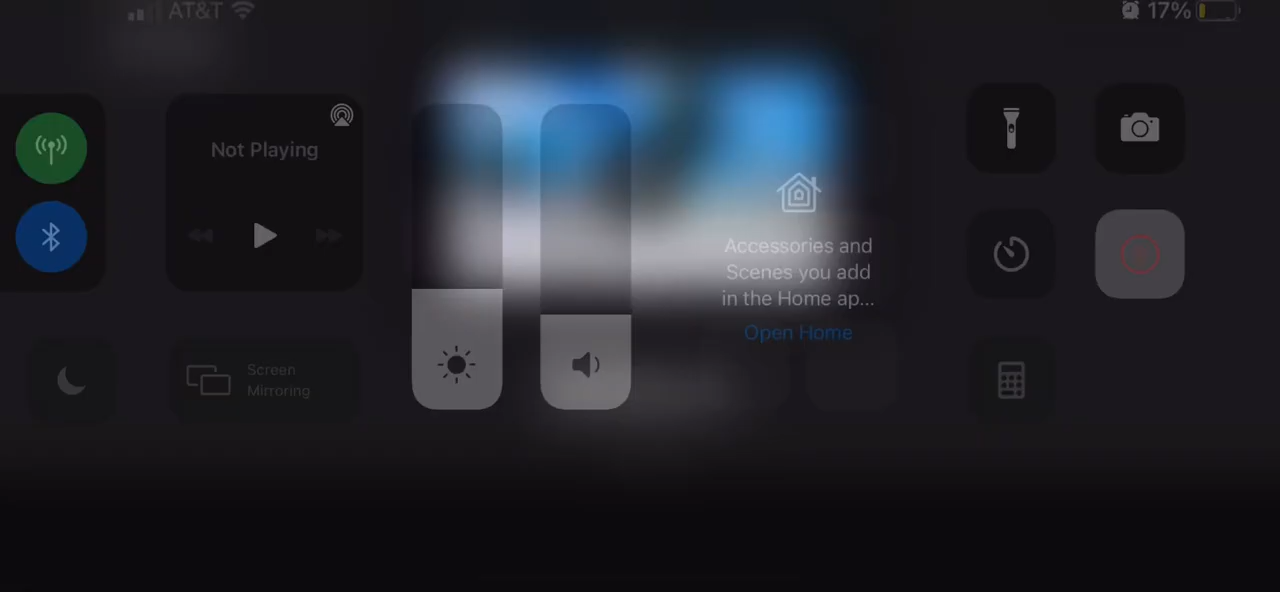 AT&T
17%
Not Playing
Screen
Mirroring
Accessories and
Scenes you add
in the Home ap...
Open Home